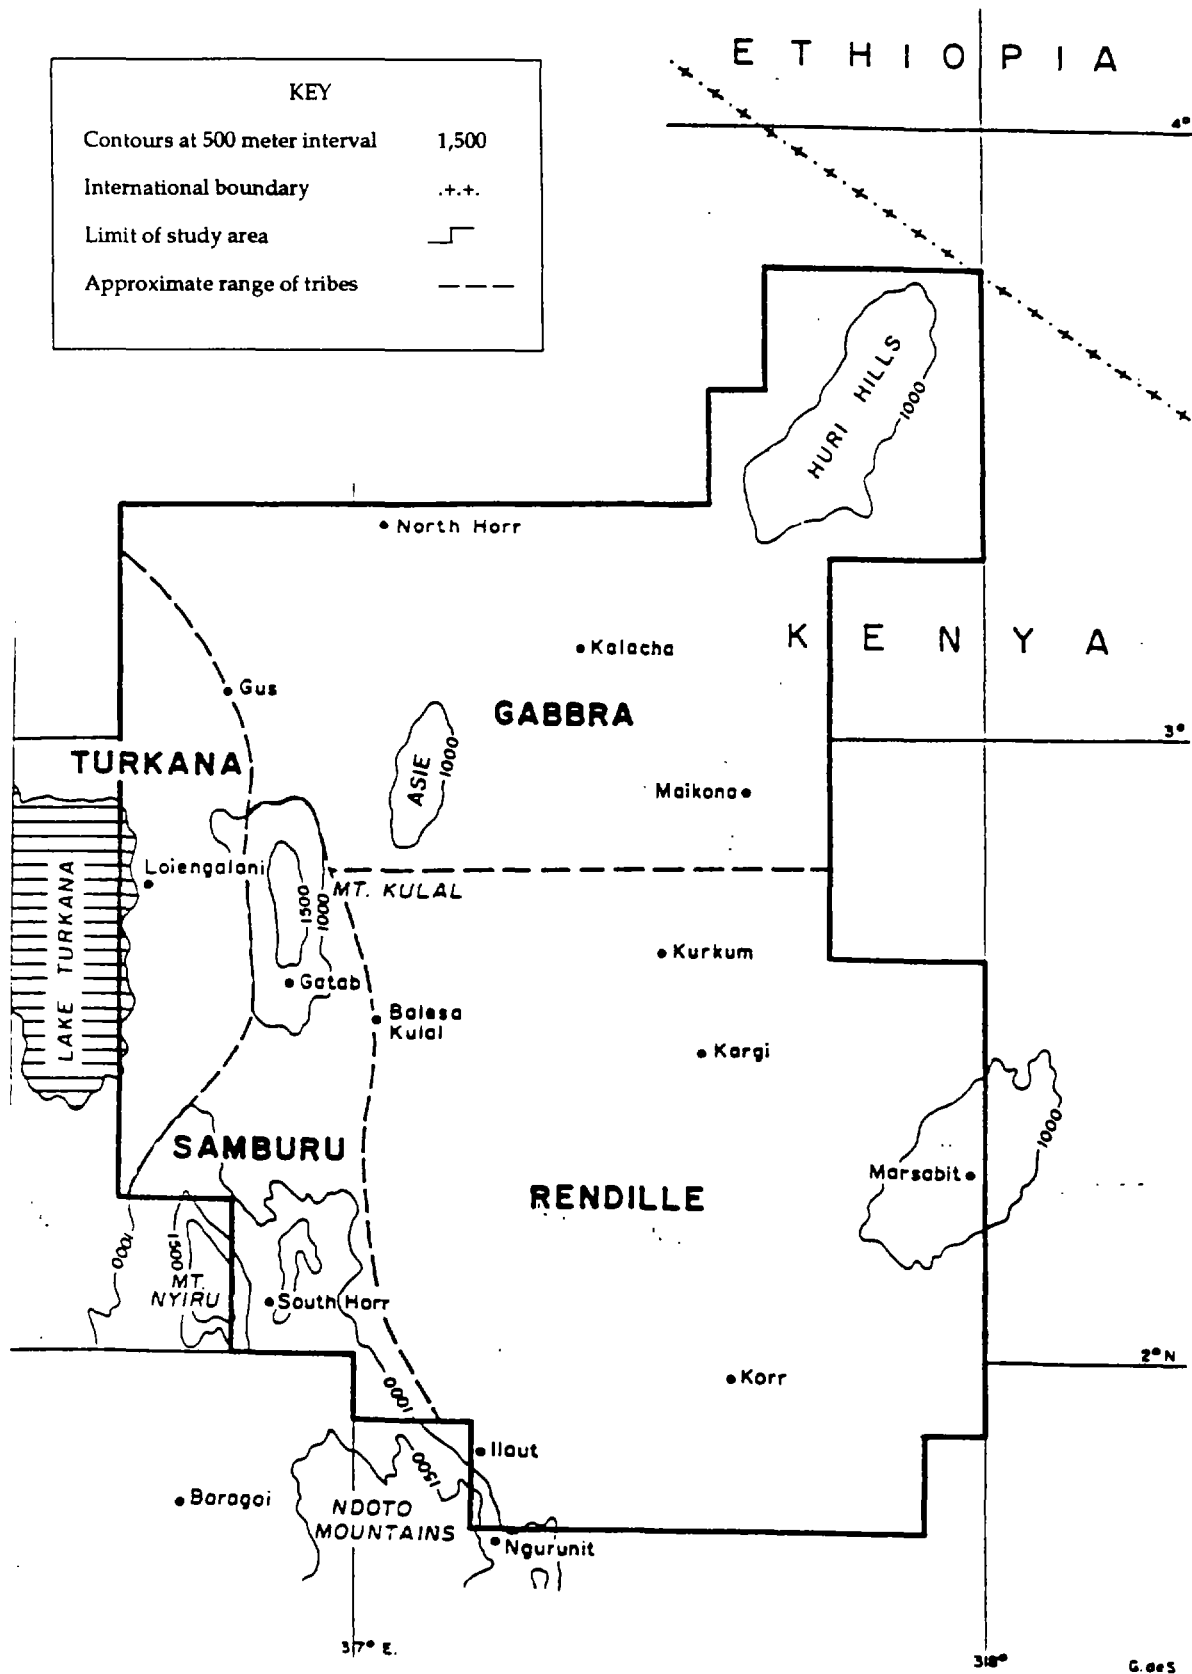 ETHIOPIA
KEY
Contours at 500 meter interval 1,500
International boundary .+.+.
Limit of study area
Approximate range of tribes
4°
HURI HILLS
1000
North Horr
KENYA
Kalacha
Gus
GABBRA
3°
TURKANA
ASIE
1000
Maikona
Loiengalani
MT. KULAL
1500
1000
LAKE TURKANA
Kurkum
Gatab
Balesa
Kulal
Kargi
1000
SAMBURU
Marsabit
RENDILLE
1000
1500
MT.
NYIRU
South Horr
2° N
Korr
1000
Ilaut
1500
Baragoi
NDOTO
MOUNTAINS
Ngurunit
37° E.
318°
G. de S